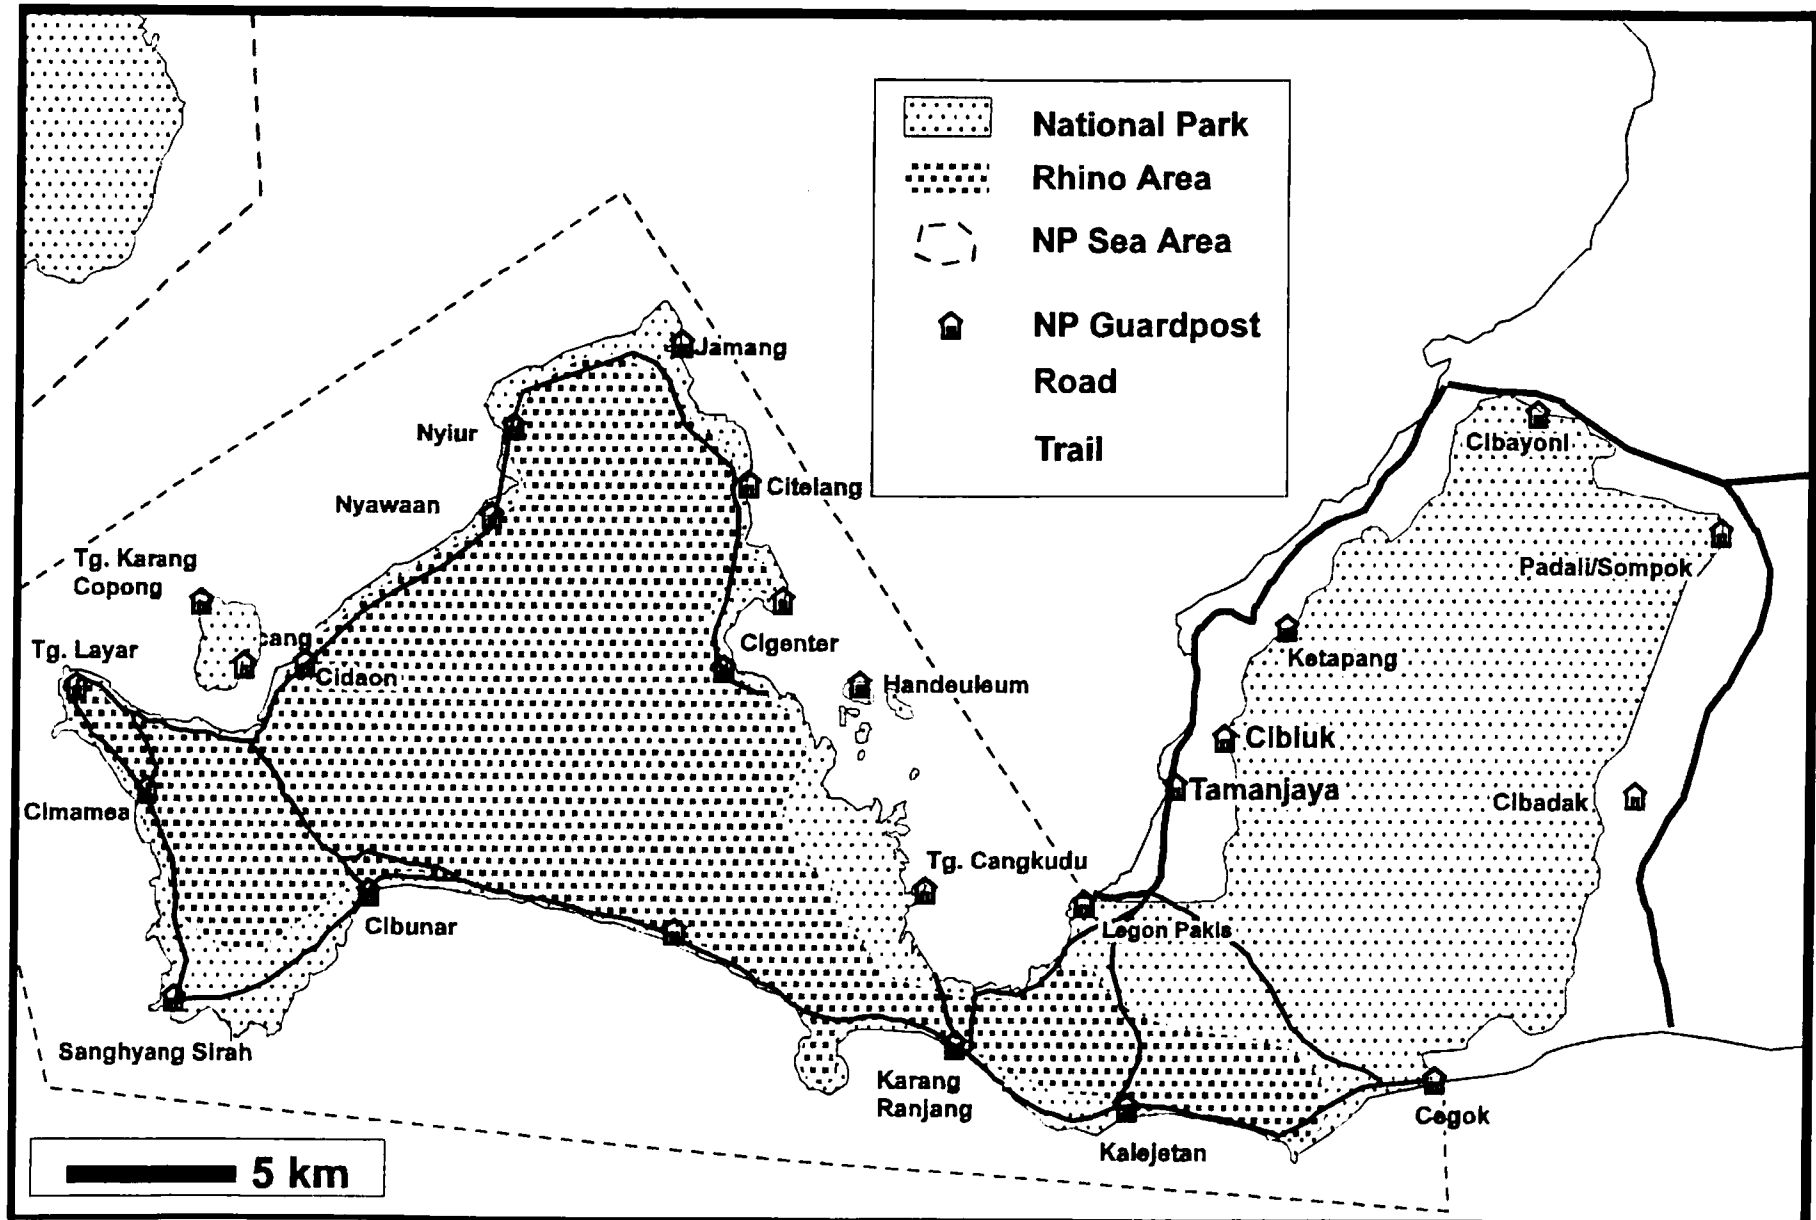 National Park
Rhino Area
NP Sea Area
NP Guardpost
Road
Trail
Jamang
Nyiur
Citelang
Nyawaan
Cibayoni
Padali/Sompok
Tg. Karang
Copong
cang
Tg. Layar
Cidaon
Cigenter
Handeuleum
Ketapang
Cibiuk
Tamanjaya
Cibadak
Cimamea
Tg. Cangkudu
Cibunar
Legon Pakis
Sanghyang Sirah
Karang
Ranjang
Kalejetan
Cegok
5 km